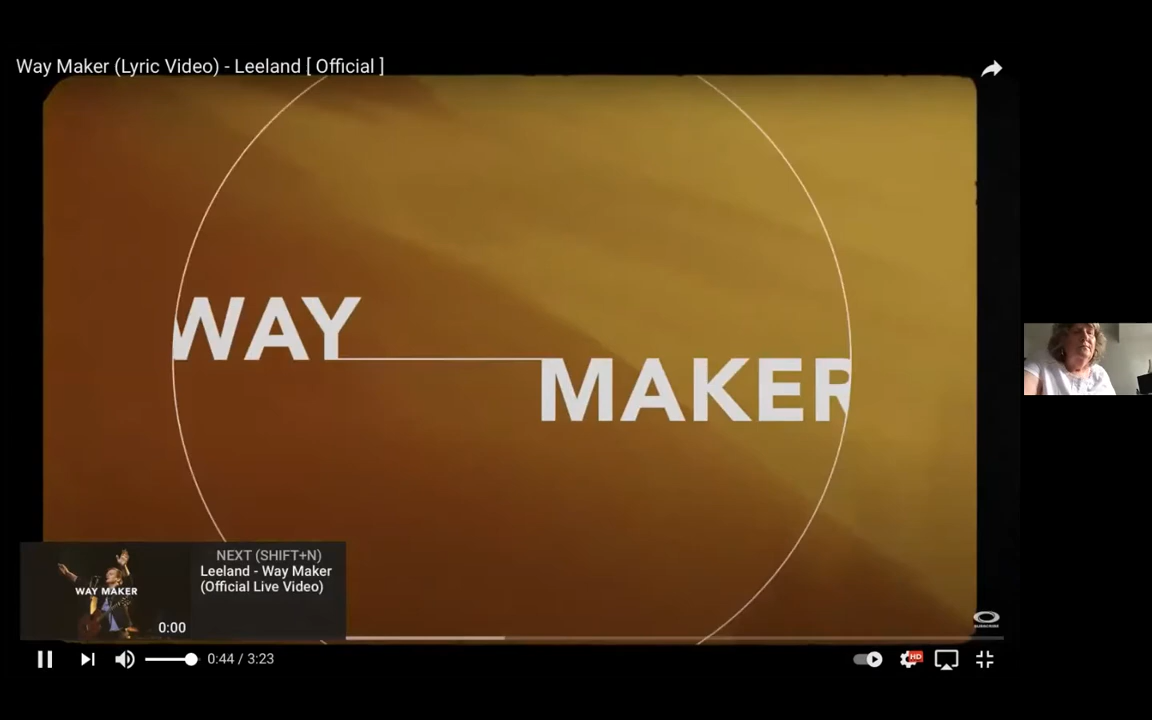 Way Maker (Lyric Video) - Leeland [ Official ]
WAY
MAKER
NEXT (SHIFT+N)
Leeland - Way Maker
(Official Live Video)
WAY MAKER
0:00
SUBSCRIBE
0:44 / 3:23
HD